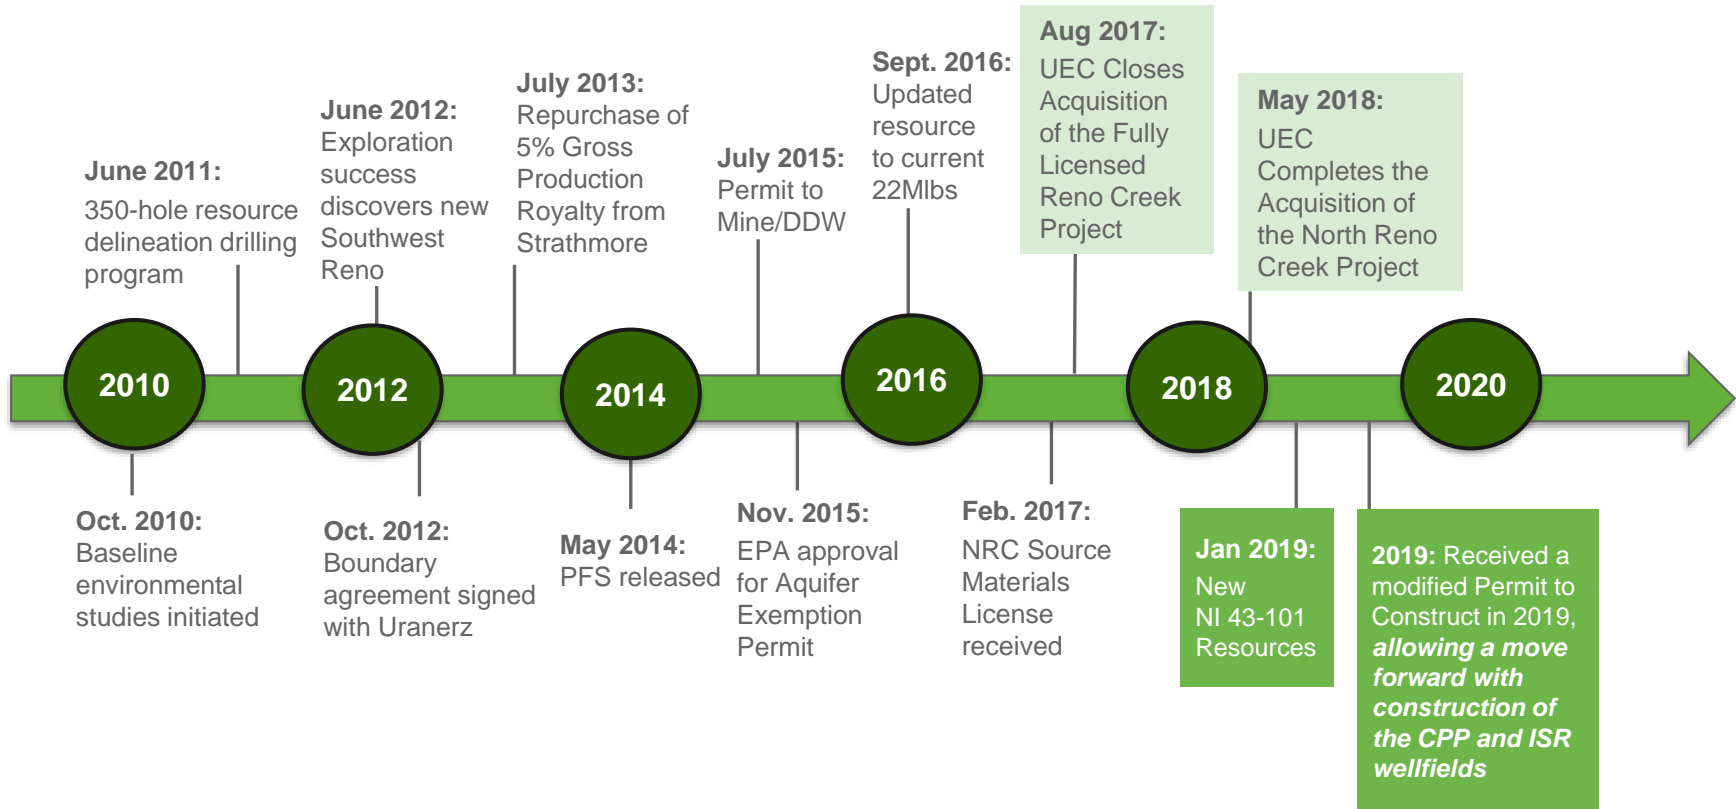 June 2011:
350-hole resource
delineation drilling
program
June 2012:
Exploration
success
discovers new
Southwest
Reno
July 2013:
Repurchase of
5% Gross
Production
Royalty from
Strathmore
July 2015:
Permit to
Mine/DDW
Sept. 2016:
Updated
resource
to current
22Mlbs
Aug 2017:
UEC Closes
Acquisition
of the Fully
Licensed
Reno Creek
Project
May 2018:
UEC
Completes the
Acquisition of
the North Reno
Creek Project
2010
2012
2014
2016
2018
2020
Oct. 2010:
Baseline
environmental
studies initiated
Oct. 2012:
Boundary
agreement signed
with Uranerz
May 2014:
PFS released
Nov. 2015:
EPA approval
for Aquifer
Exemption
Permit
Feb. 2017:
NRC Source
Materials
License
received
Jan 2019:
New
NI 43-101
Resources
2019: Received a
modified Permit to
Construct in 2019,
allowing a move
forward with
construction of
the CPP and ISR
wellfields